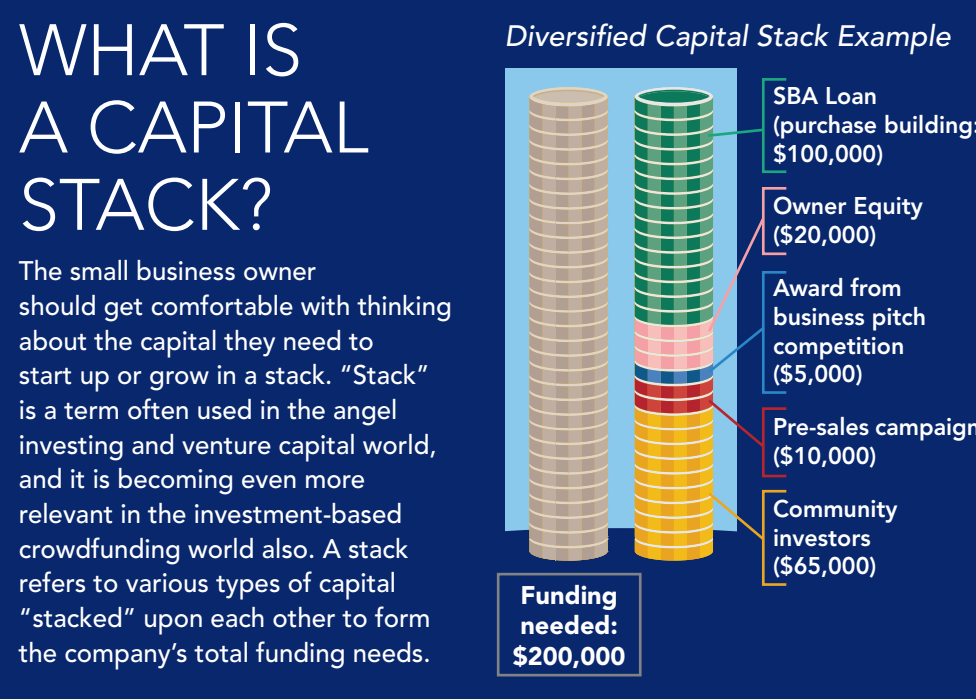 WHAT IS
A CAPITAL
STACK?
The small business owner
should get comfortable with thinking
about the capital they need to
start up or grow in a stack. “Stack”
is a term often used in the angel
investing and venture capital world,
and it is becoming even more
relevant in the investment-based
crowdfunding world also. A stack
refers to various types of capital
“stacked” upon each other to form
the company’s total funding needs.
Diversified Capital Stack Example
SBA Loan
(purchase building:
$100,000)
Owner Equity
($20,000)
Award from
business pitch
competition
($5,000)
Pre-sales campaign
($10,000)
Community
investors
($65,000)
Funding
needed:
$200,000